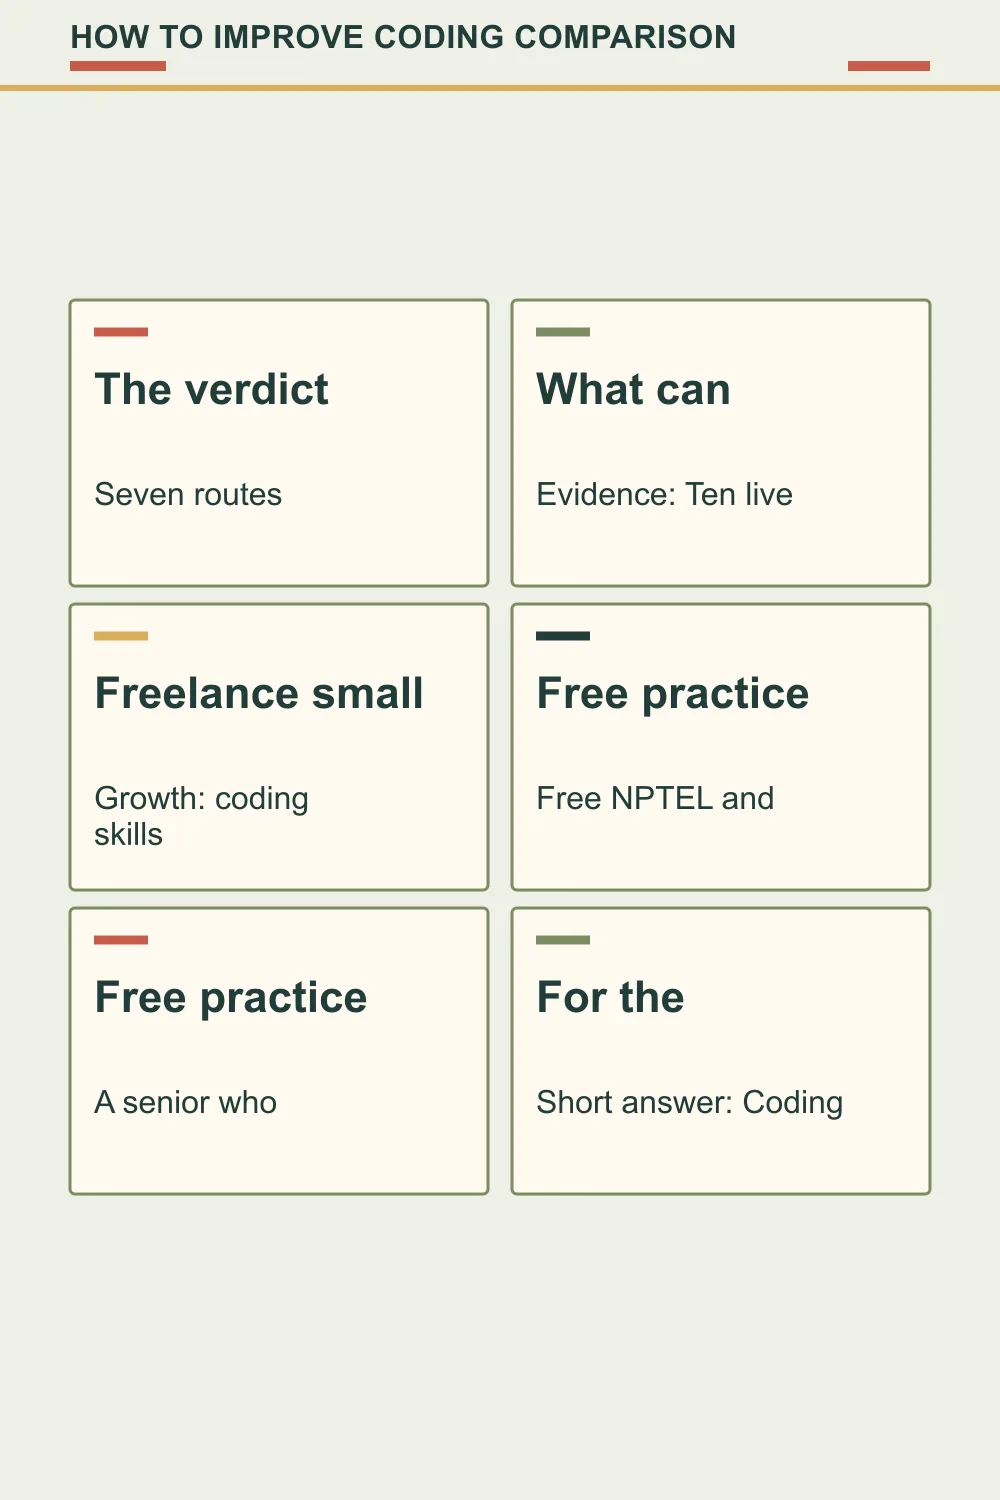 HOW TO IMPROVE CODING COMPARISON
The verdict
Seven routes
What can
Evidence: Ten live
Freelance small
Growth: coding
skills
Free practice
Free NPTEL and
Free practice
A senior who
For the
Short answer: Coding